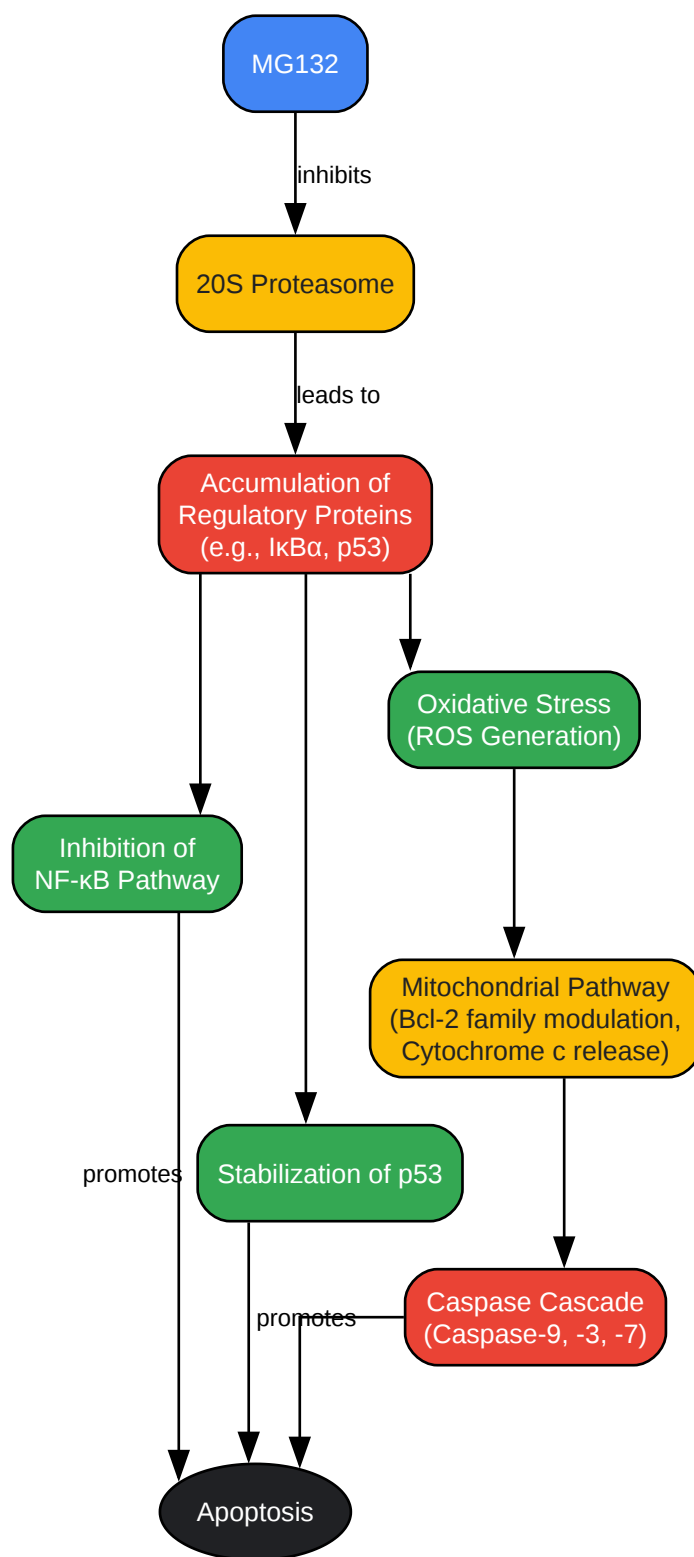 MG132
inhibits
20S Proteasome
leads to
Accumulation of
Regulatory Proteins
(e.g., IκBα, p53)
Oxidative Stress
(ROS Generation)
Inhibition of
NF-κB Pathway
Mitochondrial Pathway
(Bcl-2 family modulation,
Cytochrome c release)
promotes
Stabilization of p53
Caspase Cascade
(Caspase-9, -3, -7)
promotes
Apoptosis